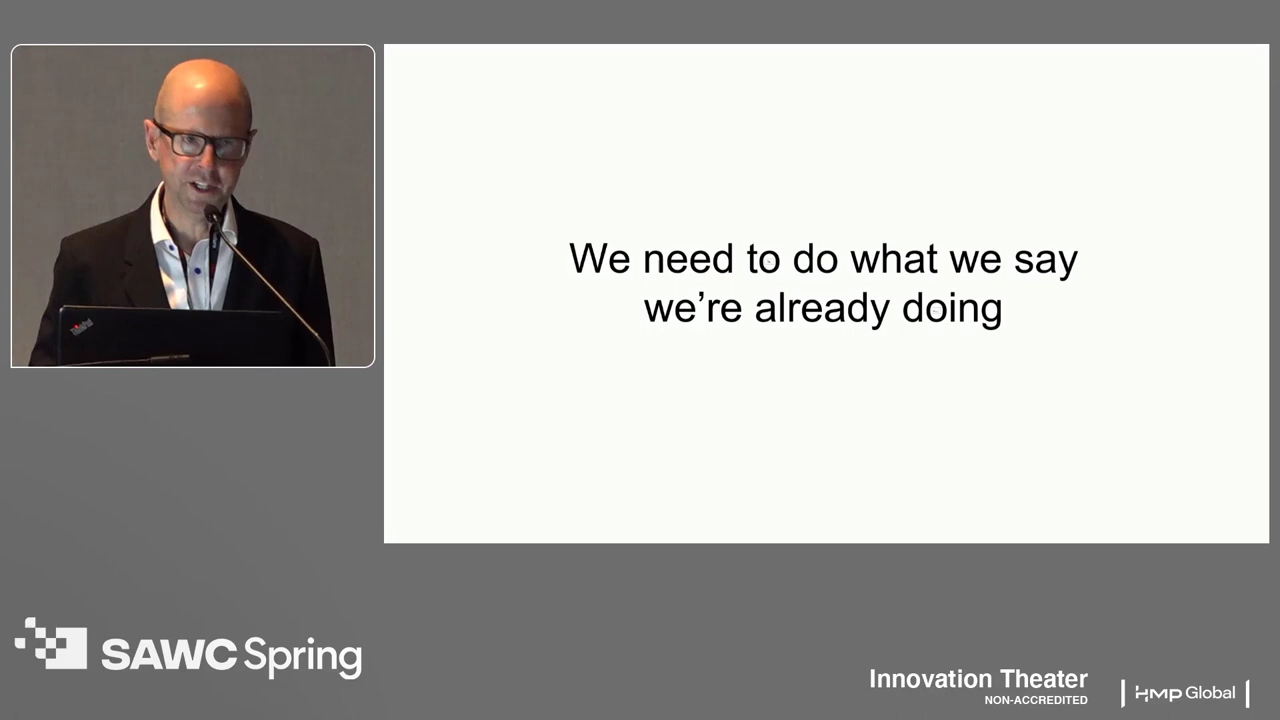 We need to do what we say
we’re already doing
ThinkPad
SAWC Spring
Innovation Theater
NON-ACCREDITED
HMP Global